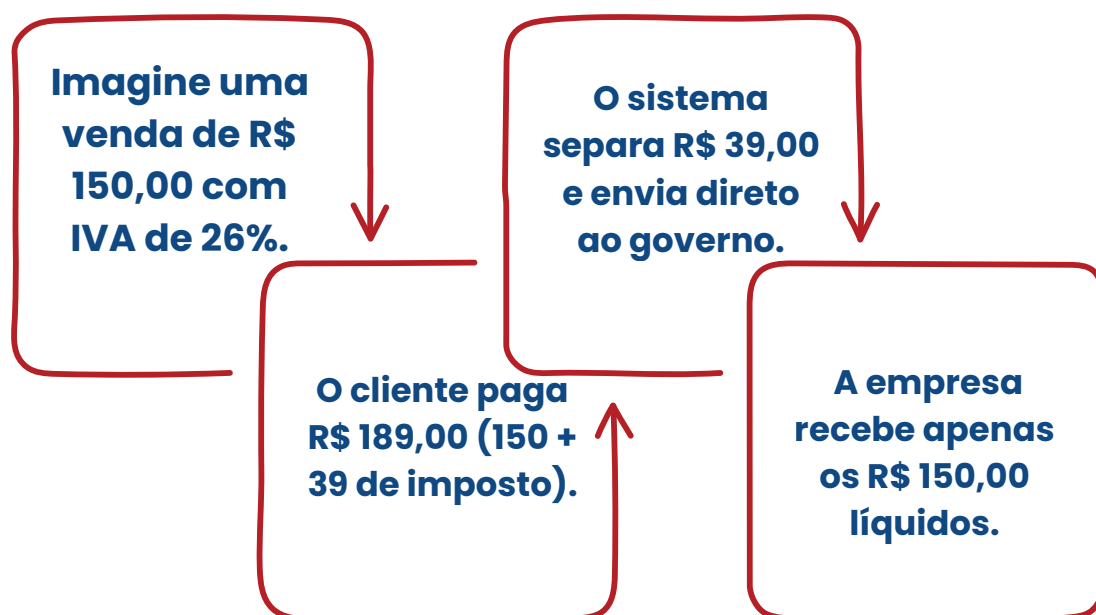 Imagine uma
venda de R$
150,00 com
IVA de 26%.
O cliente paga
R$ 189,00 (150 +
39 de imposto).
O sistema
separa R$ 39,00
e envia direto
ao governo.
A empresa
recebe apenas
os R$ 150,00
líquidos.